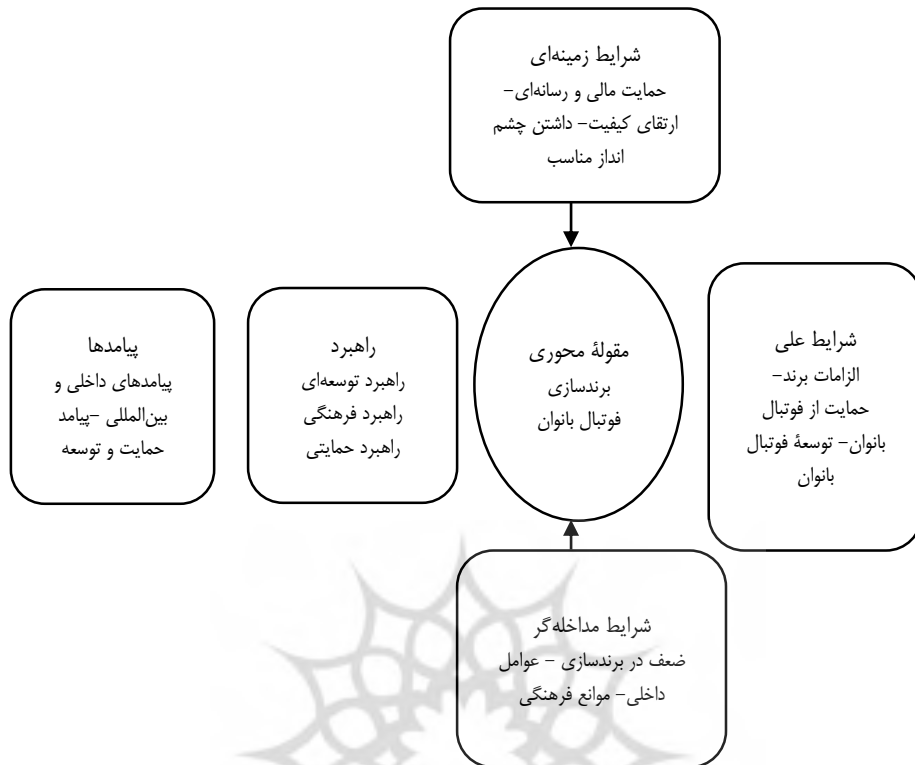 شرایط زمینه‌ای
حمایت مالی و رسانه‌ای-
ارتقای کیفیت- داشتن چشم
انداز مناسب
شرایط علی
الزامات برند-
حمایت از فوتبال
بانوان- توسعۀ فوتبال
بانوان
مقولۀ محوری
برندسازی
فوتبال بانوان
راهبرد
راهبرد توسعه‌ای
راهبرد فرهنگی
راهبرد حمایتی
پیامدها
پیامدهای داخلی و
بین‌المللی -پیامد
حمایت و توسعه
شرایط مداخله‌گر
ضعف در برندسازی - عوامل
داخلی- موانع فرهنگی